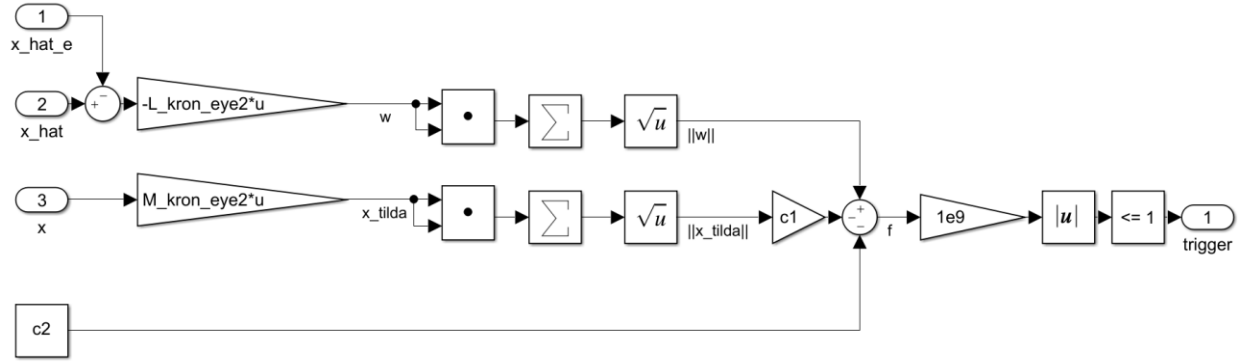 1
x_hat_e
2
x_hat
+
−
-L_kron_eye2*u
w
•
∑
√u
||w||
3
x
M_kron_eye2*u
x_tilda
•
∑
√u
||x_tilda||
c1
+
−
−
f
1e9
|u|
<= 1
1
trigger
c2